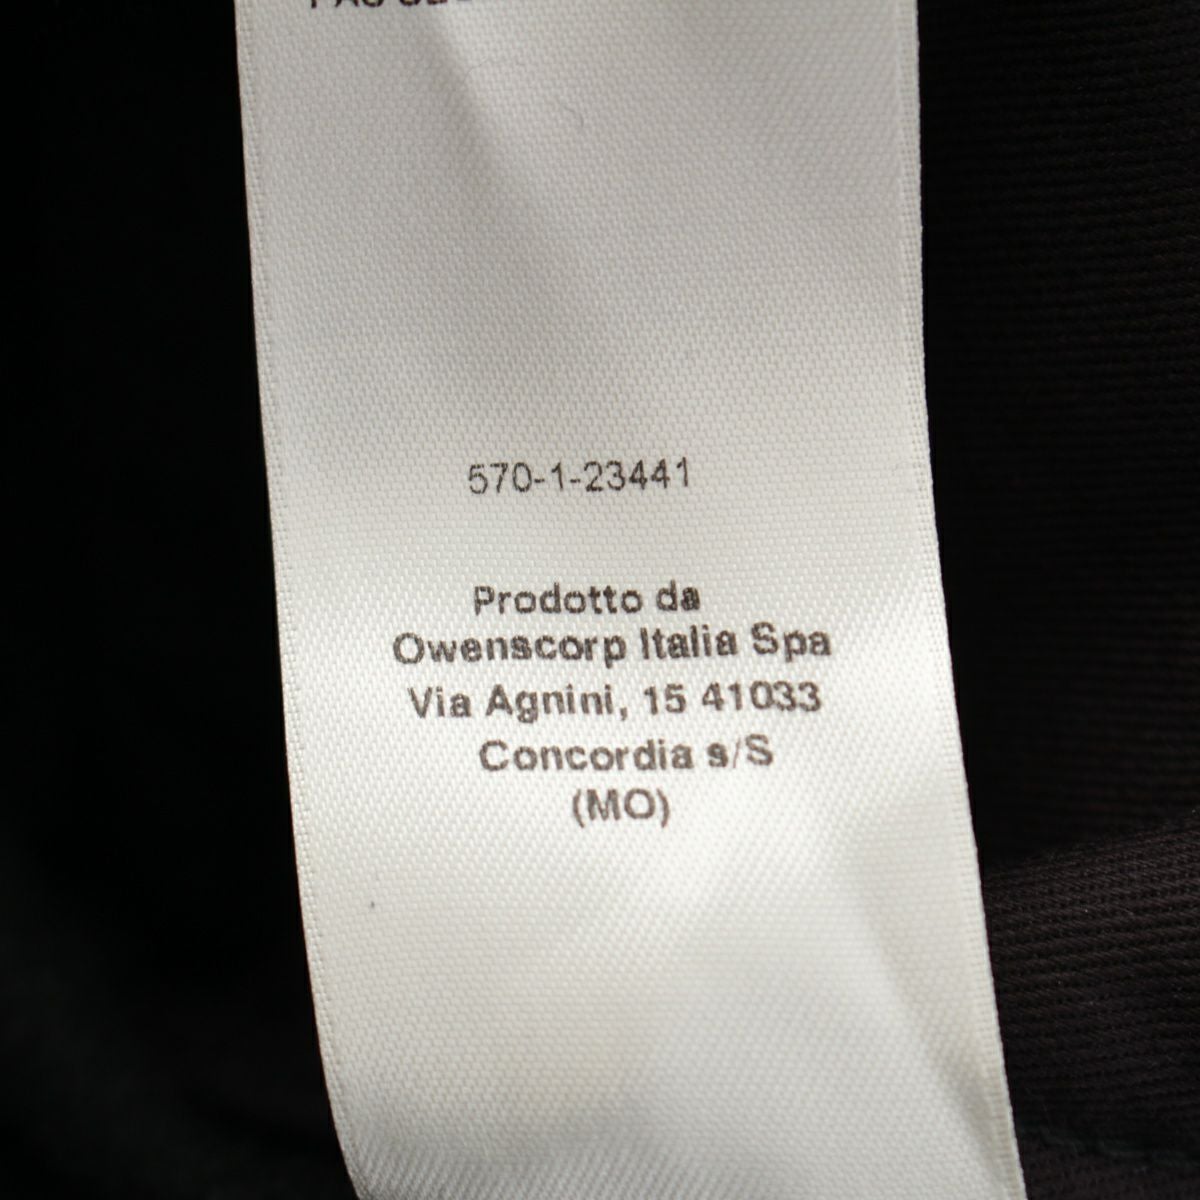 570-1-23441
Prodotto da
Owenscorp Italia Spa
Via Agnini, 15 41033
Concordia s/S
(MO)